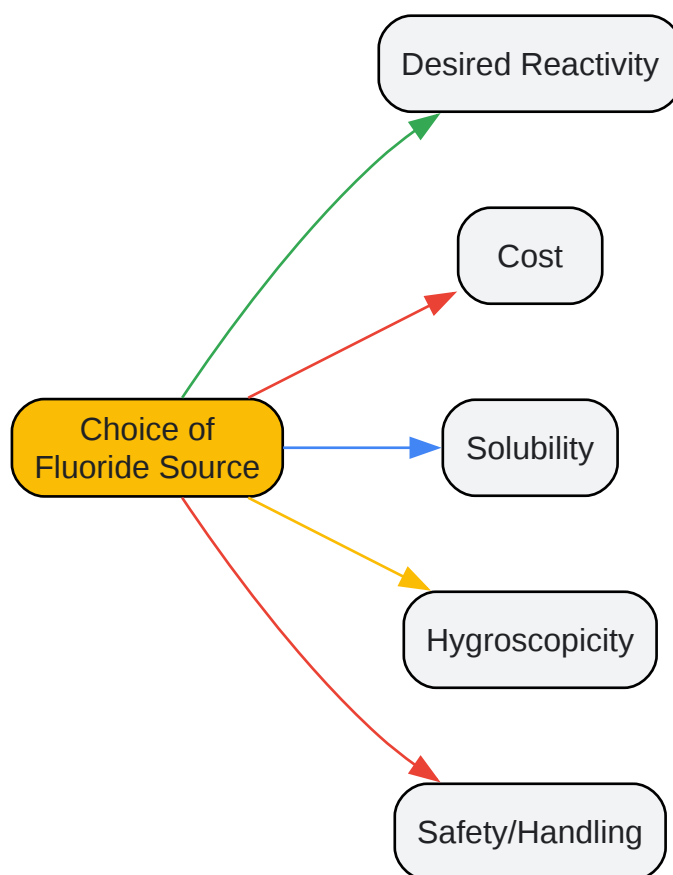 Desired Reactivity
Cost
Choice of
Fluoride Source
Solubility
Hygroscopicity
Safety/Handling